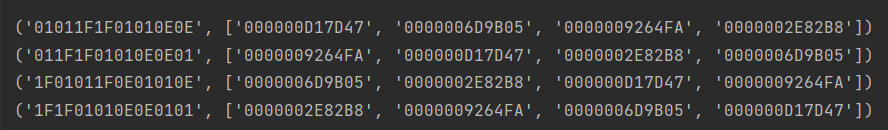 ('01011F1F01010E0E', ['000000D17D47', '0000006D9B05', '0000009264FA', '0000002E82B8'])
('011F1F01010E0E01', ['0000009264FA', '000000D17D47', '0000002E82B8', '0000006D9B05'])
('1F01011F0E01010E', ['0000006D9B05', '0000002E82B8', '000000D17D47', '0000009264FA'])
('1F1F01010E0E0101', ['0000002E82B8', '0000009264FA', '0000006D9B05', '000000D17D47'])